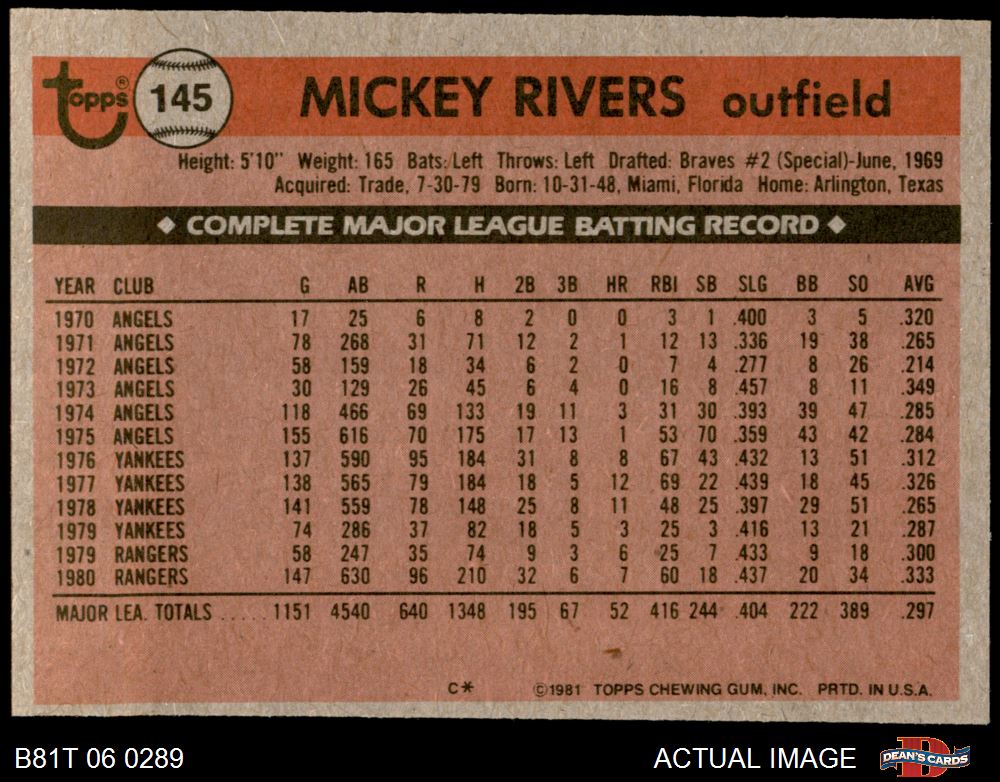 Topps® 145 MICKEY RIVERS outfield
Height: 5'10" Weight: 165 Bats: Left Throws: Left Drafted: Braves #2 (Special)-June, 1969
Acquired: Trade, 7-30-79 Born: 10-31-48, Miami, Florida Home: Arlington, Texas
◆ COMPLETE MAJOR LEAGUE BATTING RECORD ◆
YEAR CLUB G AB R H 2B 3B HR RBI SB SLG BB SO AVG
1970 ANGELS 17 25 6 8 2 0 0 3 1 .400 3 5 .320
1971 ANGELS 78 268 31 71 12 2 1 12 13 .336 19 38 .265
1972 ANGELS 58 159 18 34 6 2 0 7 4 .277 8 26 .214
1973 ANGELS 30 129 26 45 6 4 0 16 8 .457 8 11 .349
1974 ANGELS 118 466 69 133 19 11 3 31 30 .393 39 47 .285
1975 ANGELS 155 616 70 175 17 13 1 53 70 .359 43 42 .284
1976 YANKEES 137 590 95 184 31 8 8 67 43 .432 13 51 .312
1977 YANKEES 138 565 79 184 18 5 12 69 22 .439 18 45 .326
1978 YANKEES 141 559 78 148 25 8 11 48 25 .397 29 51 .265
1979 YANKEES 74 286 37 82 18 5 3 25 3 .416 13 21 .287
1979 RANGERS 58 247 35 74 9 3 6 25 7 .433 9 18 .300
1980 RANGERS 147 630 96 210 32 6 7 60 18 .437 20 34 .333
MAJOR LEA. TOTALS ..... 1151 4540 640 1348 195 67 52 416 244 .404 222 389 .297
C* ©1981 TOPPS CHEWING GUM, INC. PRTD. IN U.S.A.
B81T 06 0289 ACTUAL IMAGE DEAN'S CARDS